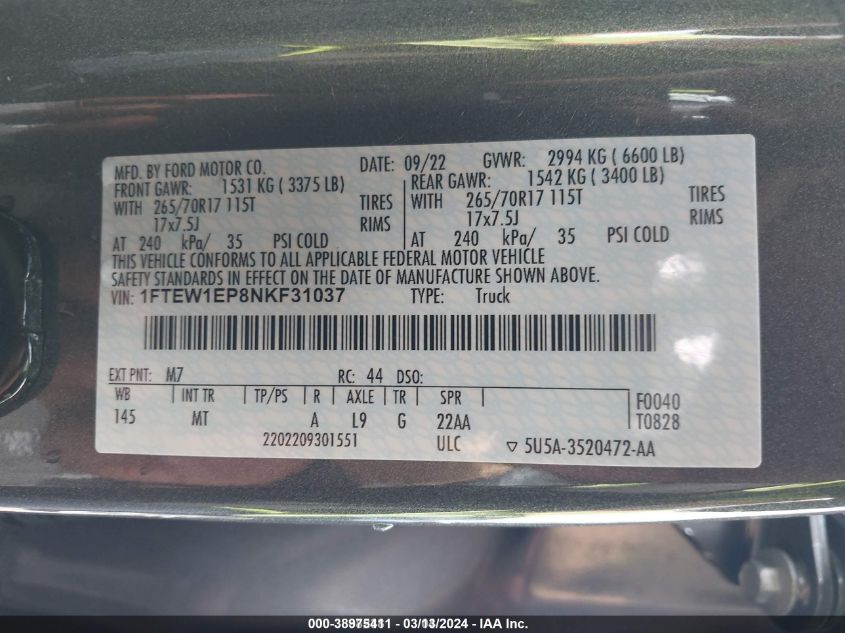 MFD. BY FORD MOTOR CO. DATE: 09/22 GVWR: 2994 KG ( 6600 LB)
FRONT GAWR: 1531 KG ( 3375 LB) REAR GAWR: 1542 KG ( 3400 LB)
WITH 265/70R17 115T TIRES WITH 265/70R17 115T TIRES
17x7.5J RIMS 17x7.5J RIMS
AT 240 kPa/ 35 PSI COLD AT 240 kPa/ 35 PSI COLD
THIS VEHICLE CONFORMS TO ALL APPLICABLE FEDERAL MOTOR VEHICLE
SAFETY STANDARDS IN EFFECT ON THE DATE OF MANUFACTURE SHOWN ABOVE.
VIN: 1FTEW1EP8NKF31037 TYPE: Truck
EXT PNT: M7 RC: 44 DSO:
WB INT TR TP/PS R AXLE TR SPR F0040
145 MT A L9 G 22AA T0828
2202209301551 ULC ▽ 5U5A-3520472-AA
000-38975411 / 03/13/2024 - IAA Inc.